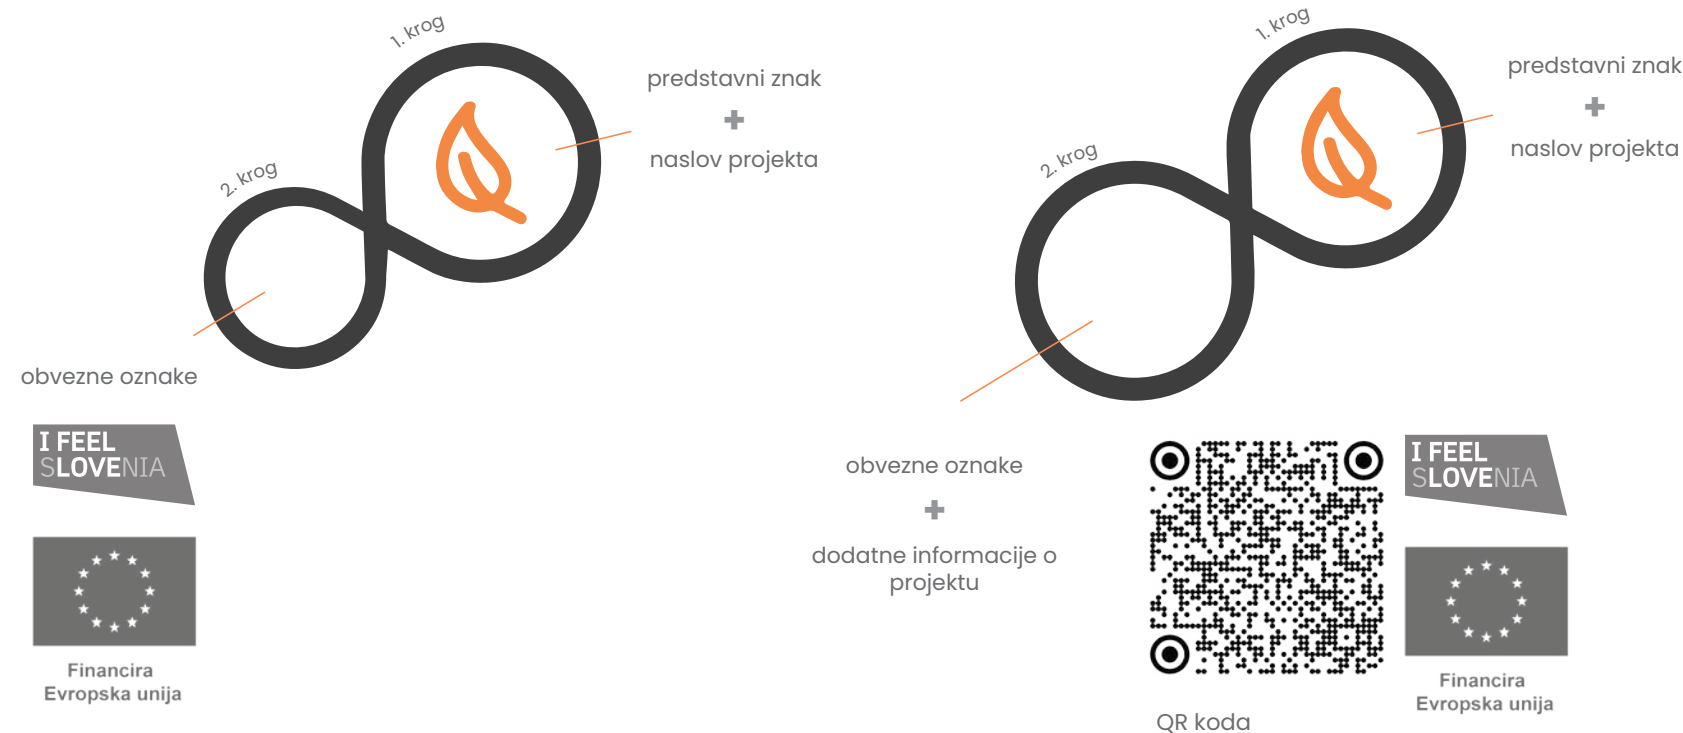 1. krog
predstavni znak
+
naslov projekta
2. krog
obvezne oznake
I FEEL
SLOVENIA
Financira
Evropska unija
1. krog
predstavni znak
+
naslov projekta
2. krog
obvezne oznake
+
dodatne informacije o
projektu
QR koda
I FEEL
SLOVENIA
Financira
Evropska unija